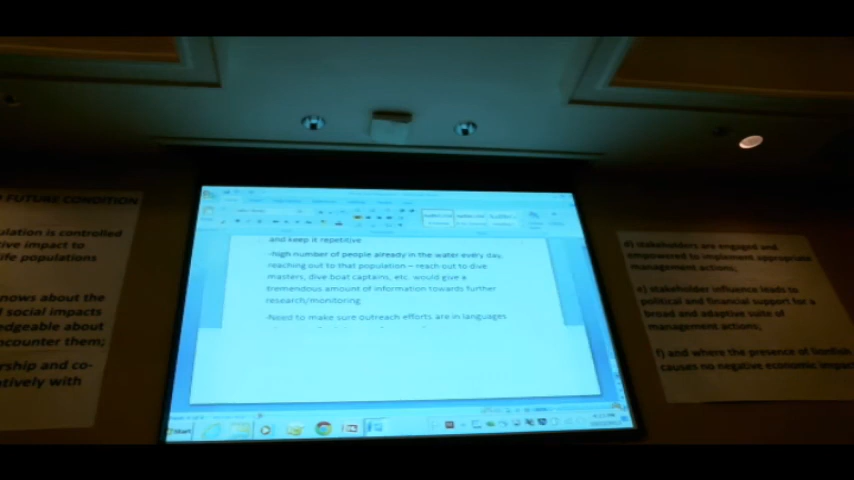 FUTURE CONDITION
ulation is controlled
ive impact to
ife populations
nows about the
social impacts
edgeable about
ncounter them;
rship and co-
atively with
and keep it repetitive
-high number of people already in the water every day,
reaching out to that population – reach out to dive
masters, dive boat captains, etc. would give a
tremendous amount of information towards further
research/monitoring
-Need to make sure outreach efforts are in languages
Start
d) stakeholders are engaged and
empowered to implement appropriate
management actions;
e) stakeholder influence leads to
political and financial support for a
broad and adaptive suite of
management actions;
f) and where the presence of lionfish
causes no negative economic impact